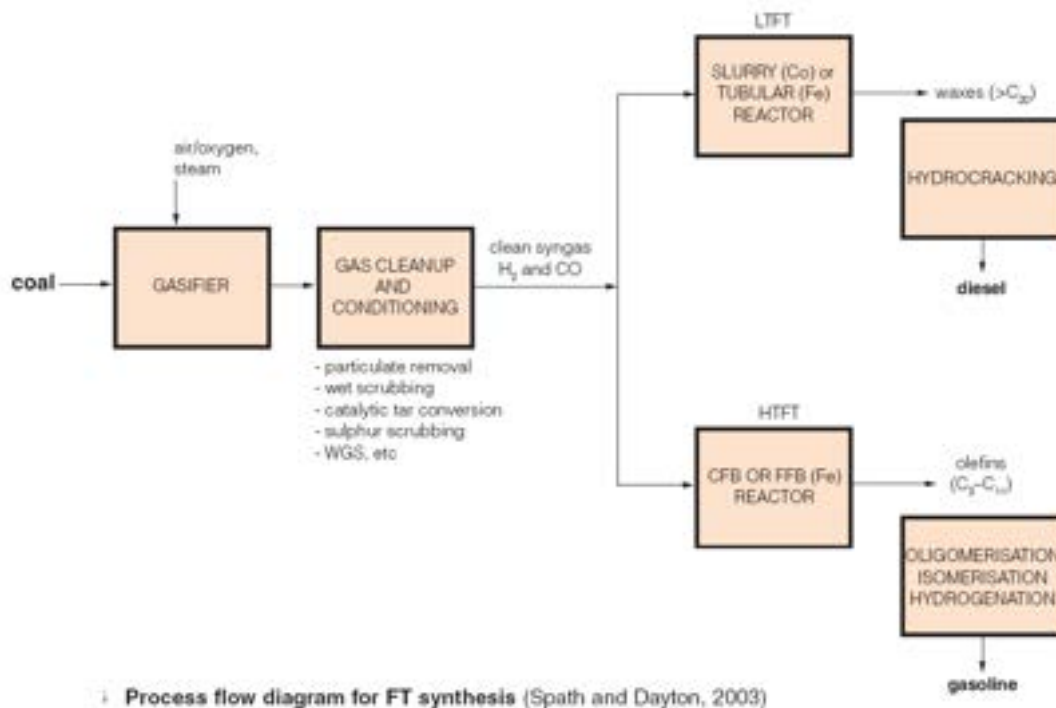 LTFT
SLURRY (Co) or
TUBULAR (Fe)
REACTOR
waxes (>C₂₀)
HYDROCRACKING
diesel
air/oxygen,
steam
coal
GASIFIER
GAS CLEANUP
AND
CONDITIONING
clean syngas
H₂ and CO
- particulate removal
- wet scrubbing
- catalytic tar conversion
- sulphur scrubbing
- WGS, etc
HTFT
CFB OR FFB (Fe)
REACTOR
olefins
OLIGOMERISATION
ISOMERISATION
HYDROGENATION
gasoline
Process flow diagram for FT synthesis (Spath and Dayton, 2003)